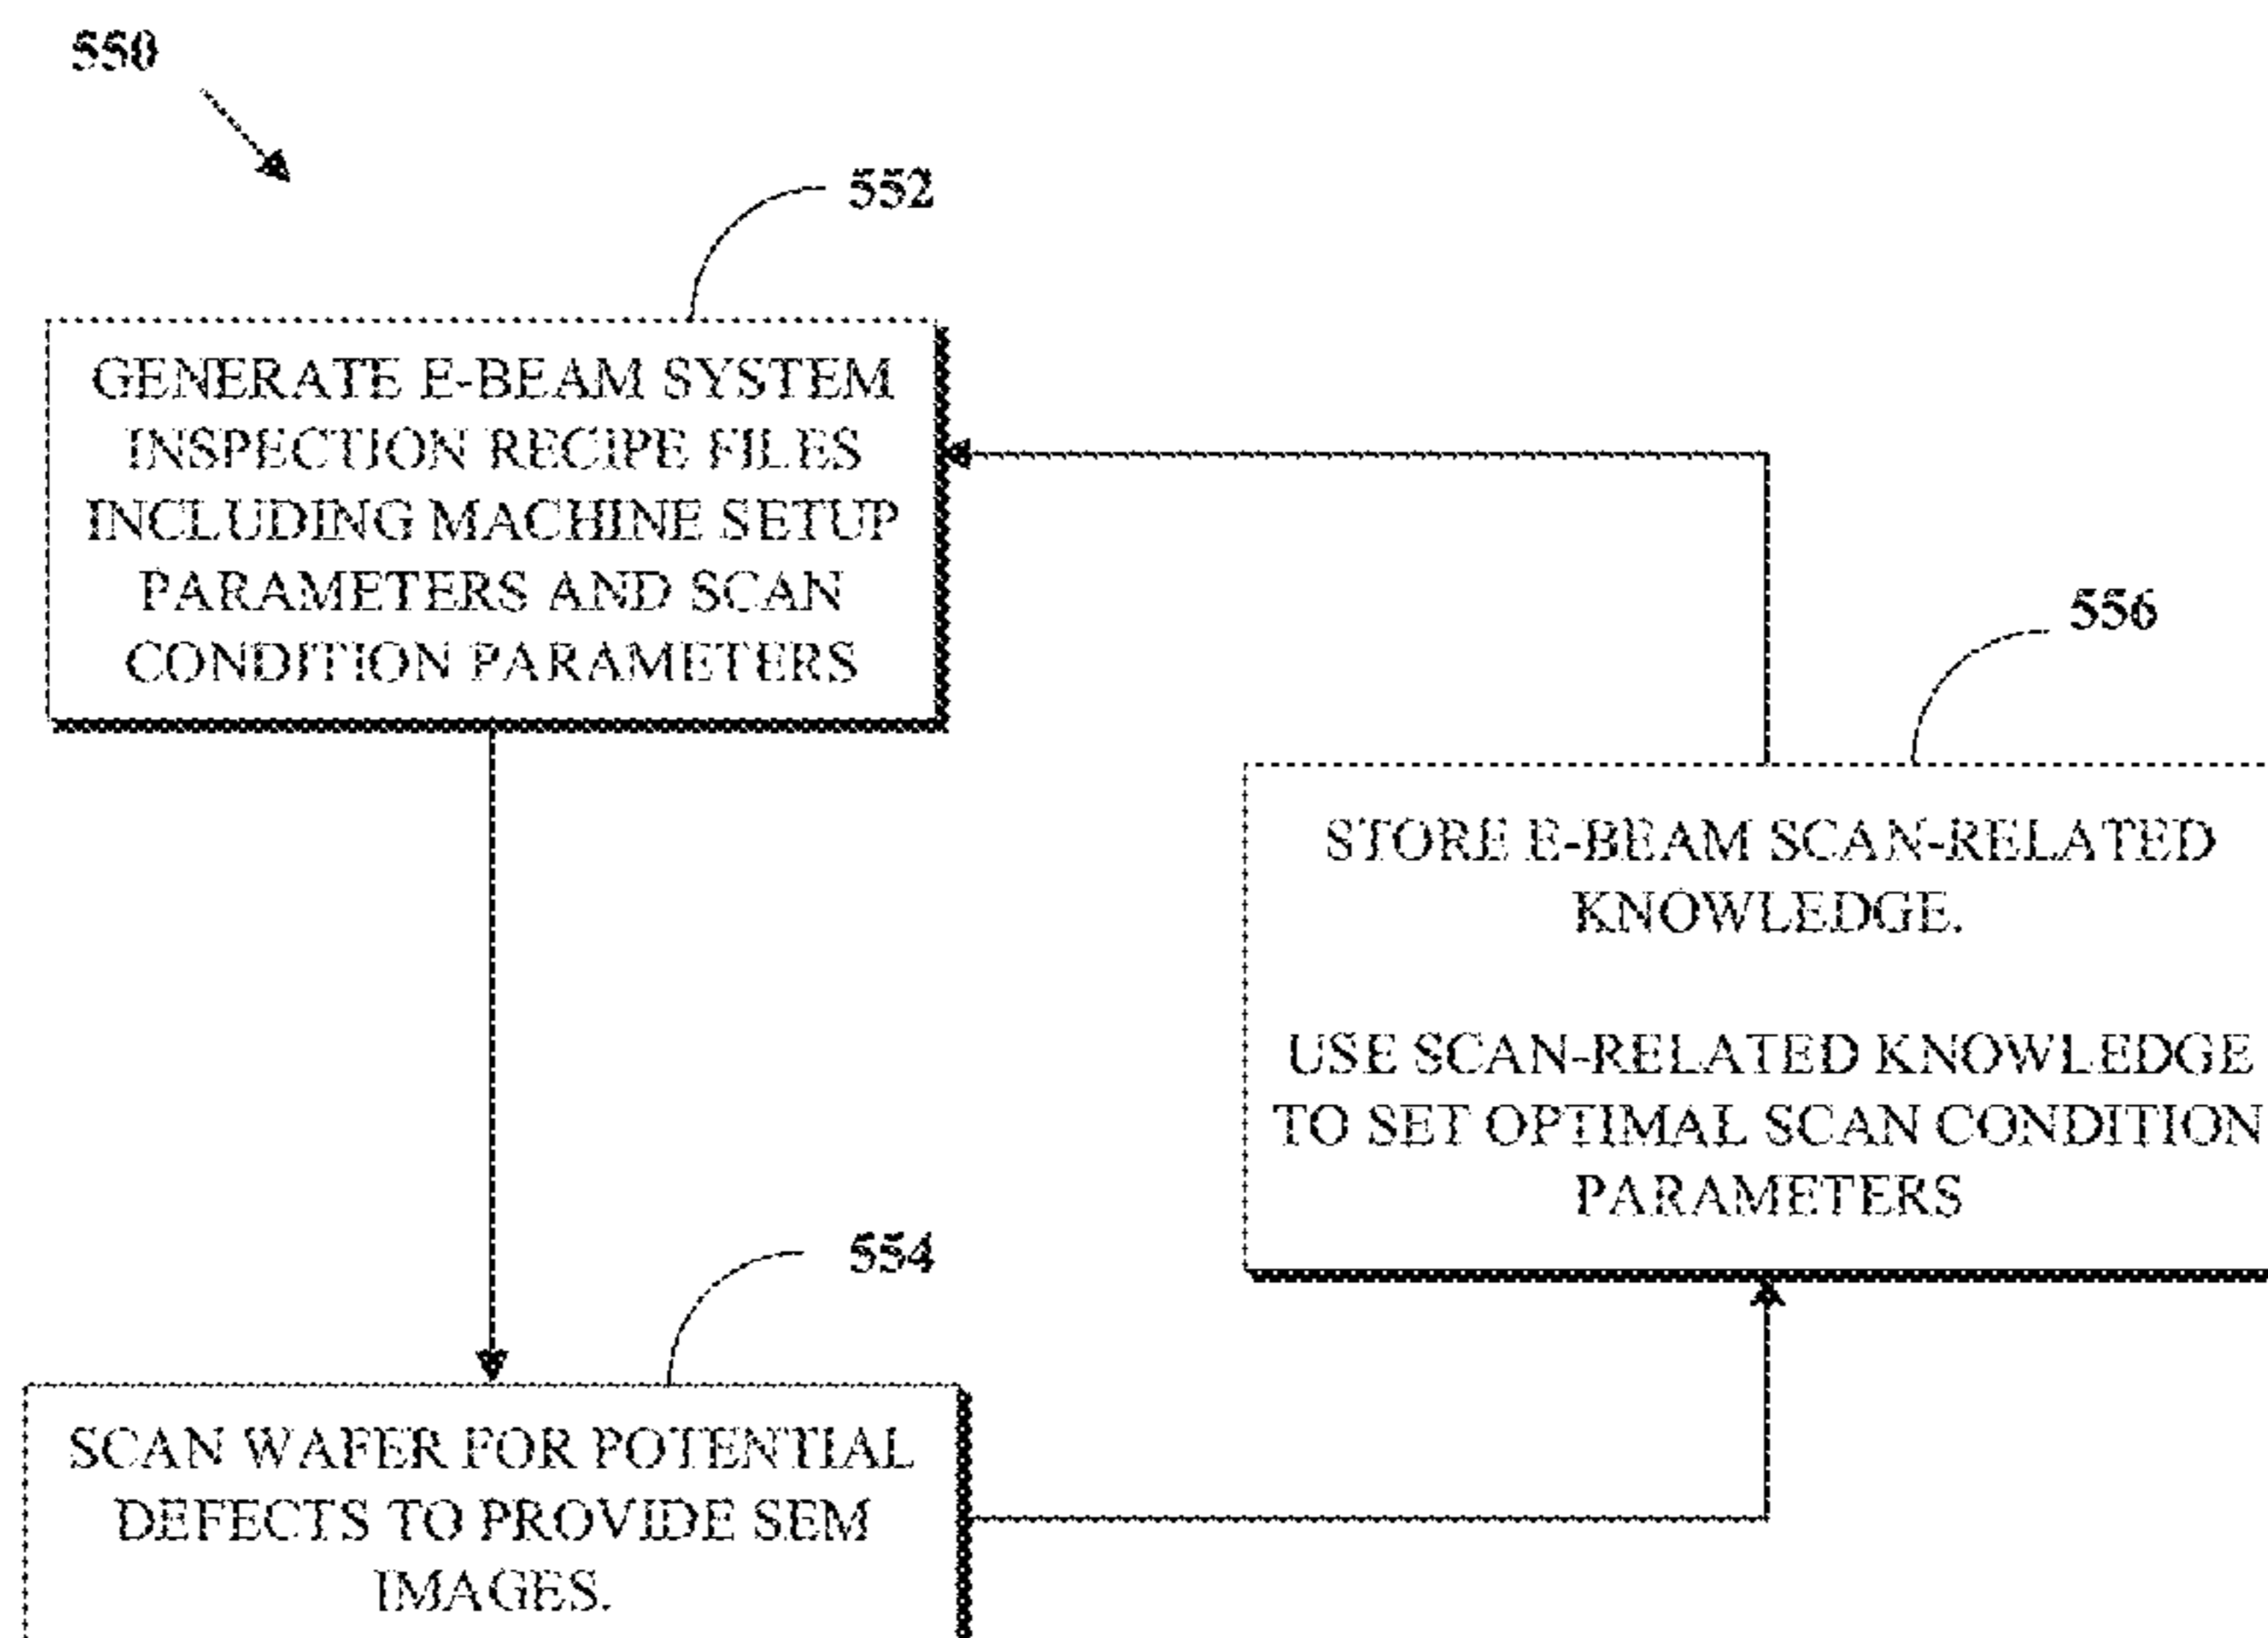 550
552
GENERATE E-BEAM SYSTEM
INSPECTION RECIPE FILES
INCLUDING MACHINE SETUP
PARAMETERS AND SCAN
CONDITION PARAMETERS
556
STORE E-BEAM SCAN-RELATED
KNOWLEDGE.
USE SCAN-RELATED KNOWLEDGE
TO SET OPTIMAL SCAN CONDITION
PARAMETERS
554
SCAN WAFER FOR POTENTIAL
DEFECTS TO PROVIDE SEM
IMAGES.